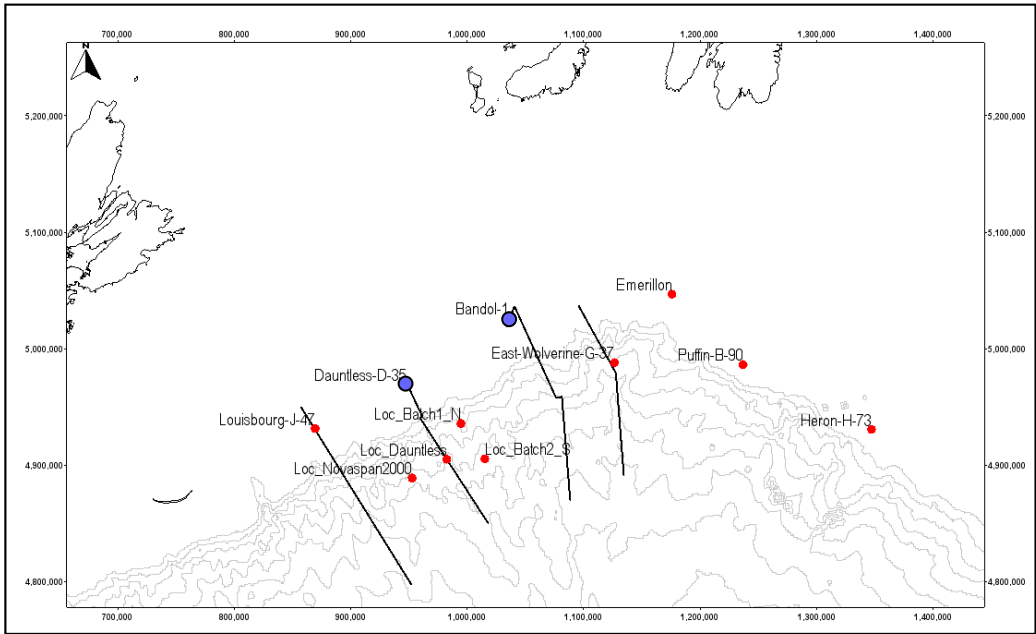 700,000 800,000 900,000 1,000,000 1,100,000 1,200,000 1,300,000 1,400,000
N
5,200,000 5,200,000
5,100,000 5,100,000
Emerillon
Bandol-1
5,000,000 5,000,000
East-Wolverine-G-37
Puffin-B-90
Dauntless-D-35
Loc_Batch1_N
Louisbourg-J-47
Heron-H-73
Loc_Dauntless
Loc_Batch2_S
Loc_Novaspan2000
4,900,000 4,900,000
4,800,000 4,800,000
700,000 800,000 900,000 1,000,000 1,100,000 1,200,000 1,300,000 1,400,000